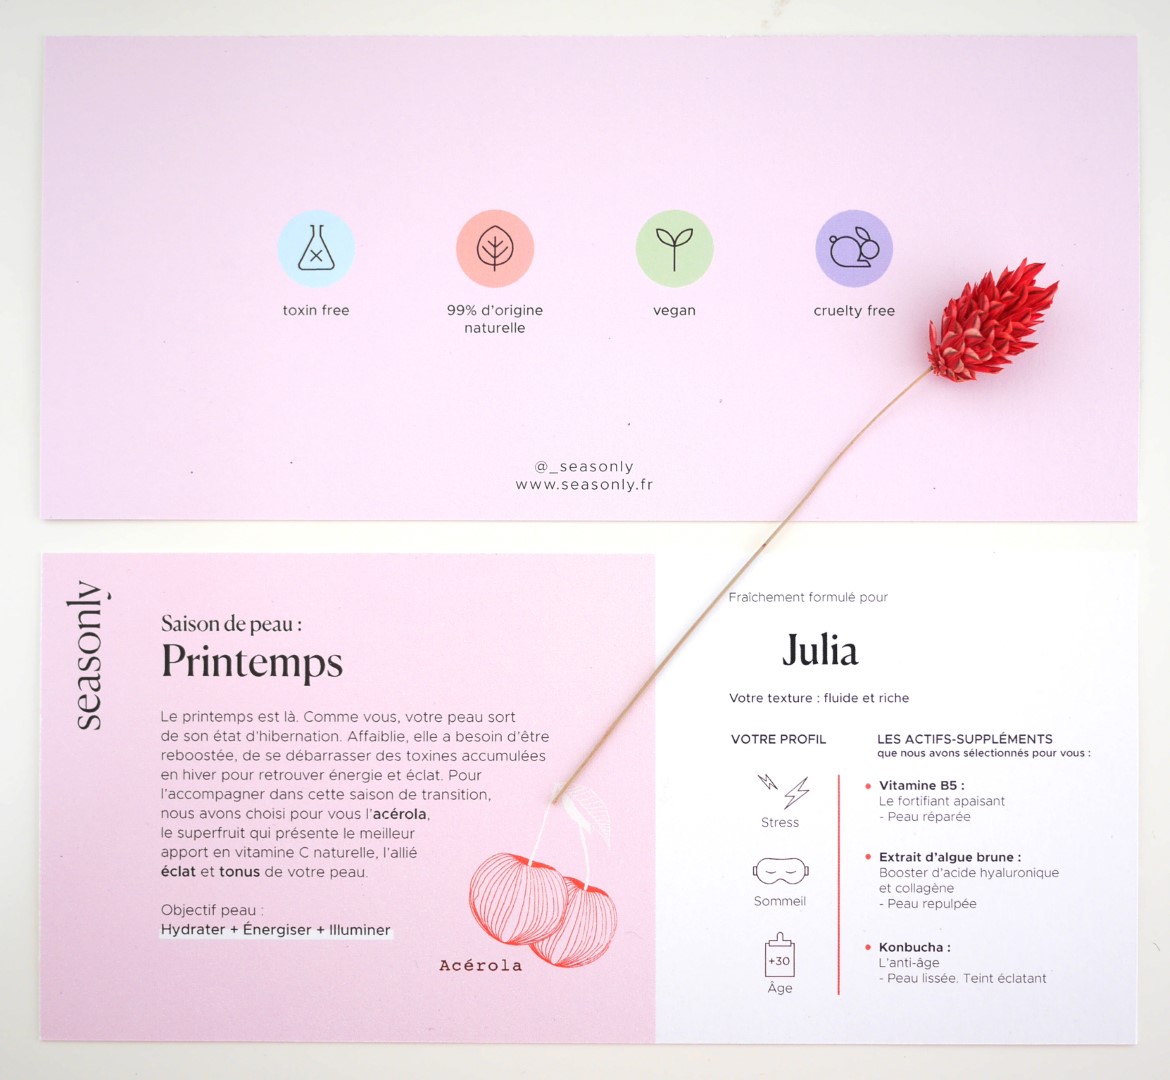 toxin free
99% d'origine
naturelle
vegan
cruelty free
@_seasonly
www.seasonly.fr
seasonly
Saison de peau :
Printemps
Le printemps est là. Comme vous, votre peau sort
de son état d'hibernation. Affaiblie, elle a besoin d'être
reboostée, de se débarrasser des toxines accumulées
en hiver pour retrouver énergie et éclat. Pour
l'accompagner dans cette saison de transition,
nous avons choisi pour vous l'acérola,
le superfruit qui présente le meilleur
apport en vitamine C naturelle, l'allié
éclat et tonus de votre peau.
Objectif peau :
Hydrater + Énergiser + Illuminer
Acérola
Fraîchement formulé pour
Julia
Votre texture : fluide et riche
VOTRE PROFIL
Stress
Sommeil
+30
Âge
LES ACTIFS-SUPPLÉMENTS
que nous avons sélectionnés pour vous :
Vitamine B5 :
Le fortifiant apaisant
- Peau réparée
Extrait d'algue brune :
Booster d'acide hyaluronique
et collagène
- Peau repulpée
Konbucha :
L'anti-âge
- Peau lissée. Teint éclatant